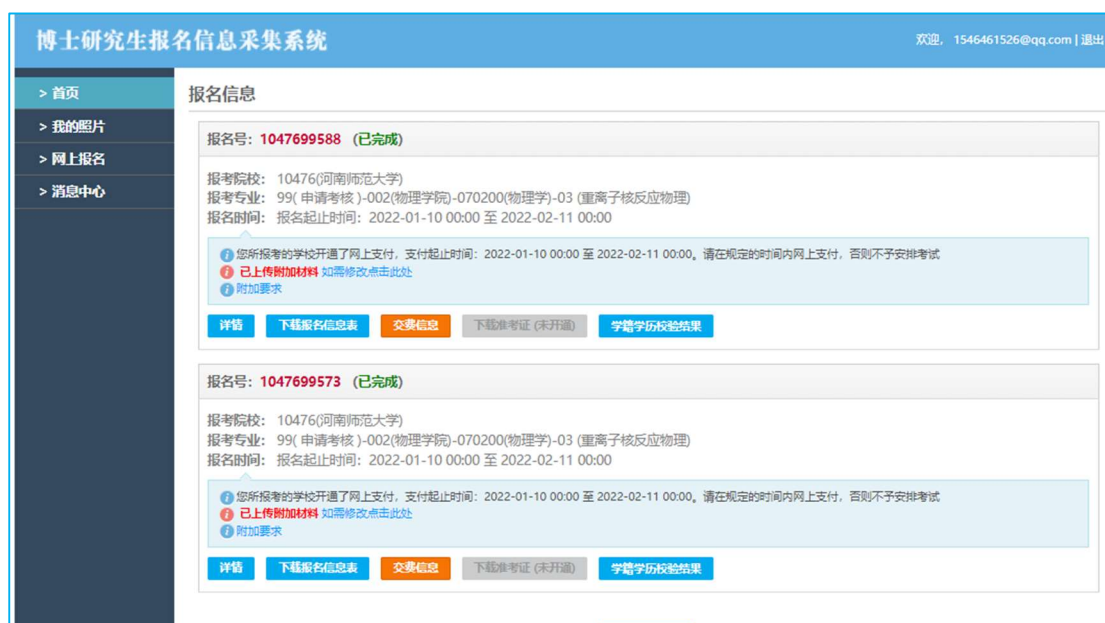 博士研究生报名信息采集系统
欢迎, 1546461526@qq.com | 退出
> 首页
> 我的照片
> 网上报名
> 消息中心
报名信息
报名号: 1047699588 (已完成)
报考院校: 10476(河南师范大学)
报考专业: 99( 申请考核 )-002(物理学院)-070200(物理学)-03 (重离子核反应物理)
报名时间: 报名起止时间: 2022-01-10 00:00 至 2022-02-11 00:00
您所报考的学校开通了网上支付, 支付起止时间: 2022-01-10 00:00 至 2022-02-11 00:00。请在规定的时间内网上支付, 否则不予安排考试
已上传附加材料 如需修改点击此处
附加要求
详情 下载报名信息表 交费信息 下载准考证 (未开通) 学籍学历校验结果
报名号: 1047699573 (已完成)
报考院校: 10476(河南师范大学)
报考专业: 99( 申请考核 )-002(物理学院)-070200(物理学)-03 (重离子核反应物理)
报名时间: 报名起止时间: 2022-01-10 00:00 至 2022-02-11 00:00
您所报考的学校开通了网上支付, 支付起止时间: 2022-01-10 00:00 至 2022-02-11 00:00。请在规定的时间内网上支付, 否则不予安排考试
已上传附加材料 如需修改点击此处
附加要求
详情 下载报名信息表 交费信息 下载准考证 (未开通) 学籍学历校验结果